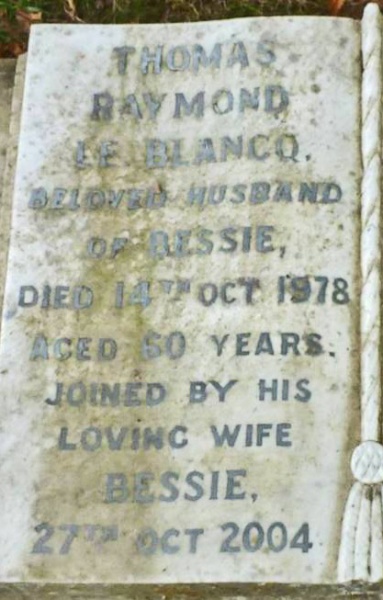 THOMAS
RAYMOND
LE BLANCQ.
BELOVED HUSBAND
OF BESSIE,
DIED 14TH OCT 1978
AGED 60 YEARS.
JOINED BY HIS
LOVING WIFE
BESSIE,
27TH OCT 2004